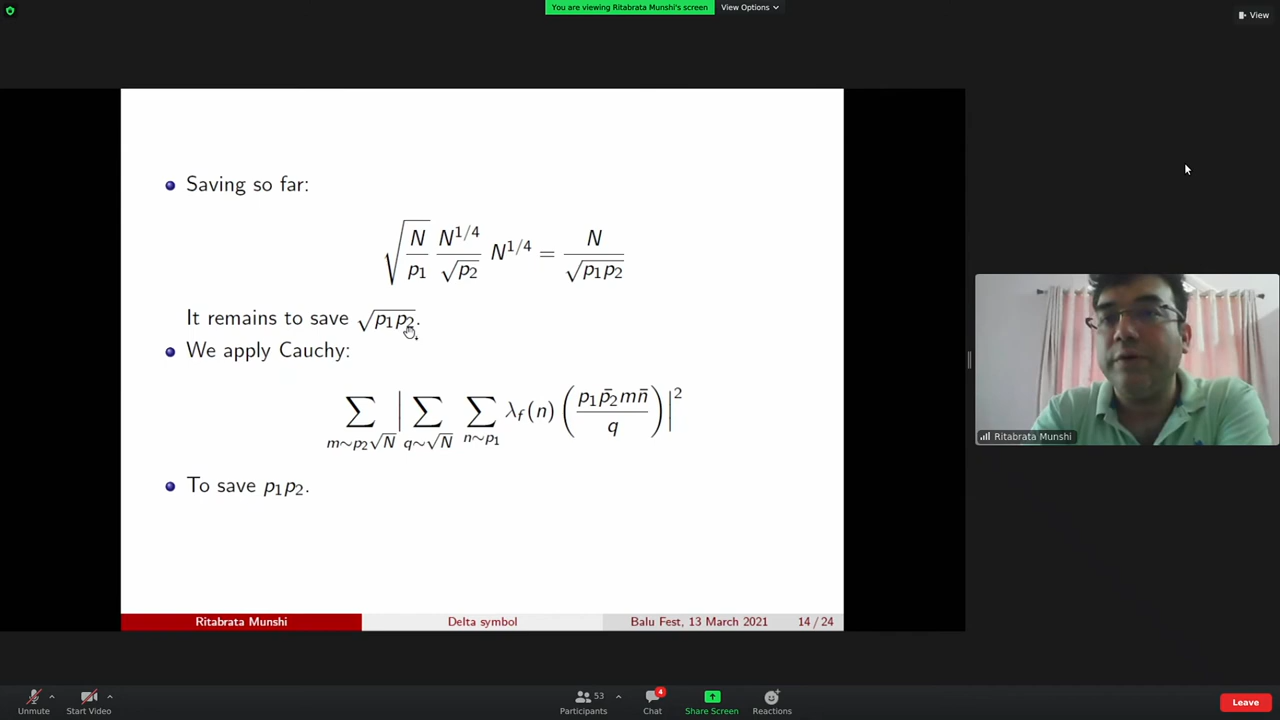 You are viewing Ritabrata Munshi's screen View Options
View
Saving so far:
√(N/p₁) N^{1/4}/√p₂ N^{1/4} = N/√(p₁p₂)
It remains to save √(p₁p₂).
We apply Cauchy:
∑_{m∼p₂√N} |∑_{q∼√N} ∑_{n∼p₁} λ_f(n) (p₁p̄₂mn̄/q)|²
To save p₁p₂.
Ritabrata Munshi
Ritabrata Munshi Delta symbol Balu Fest, 13 March 2021 14 / 24
53 4
Unmute Start Video Participants Chat Share Screen Reactions Leave